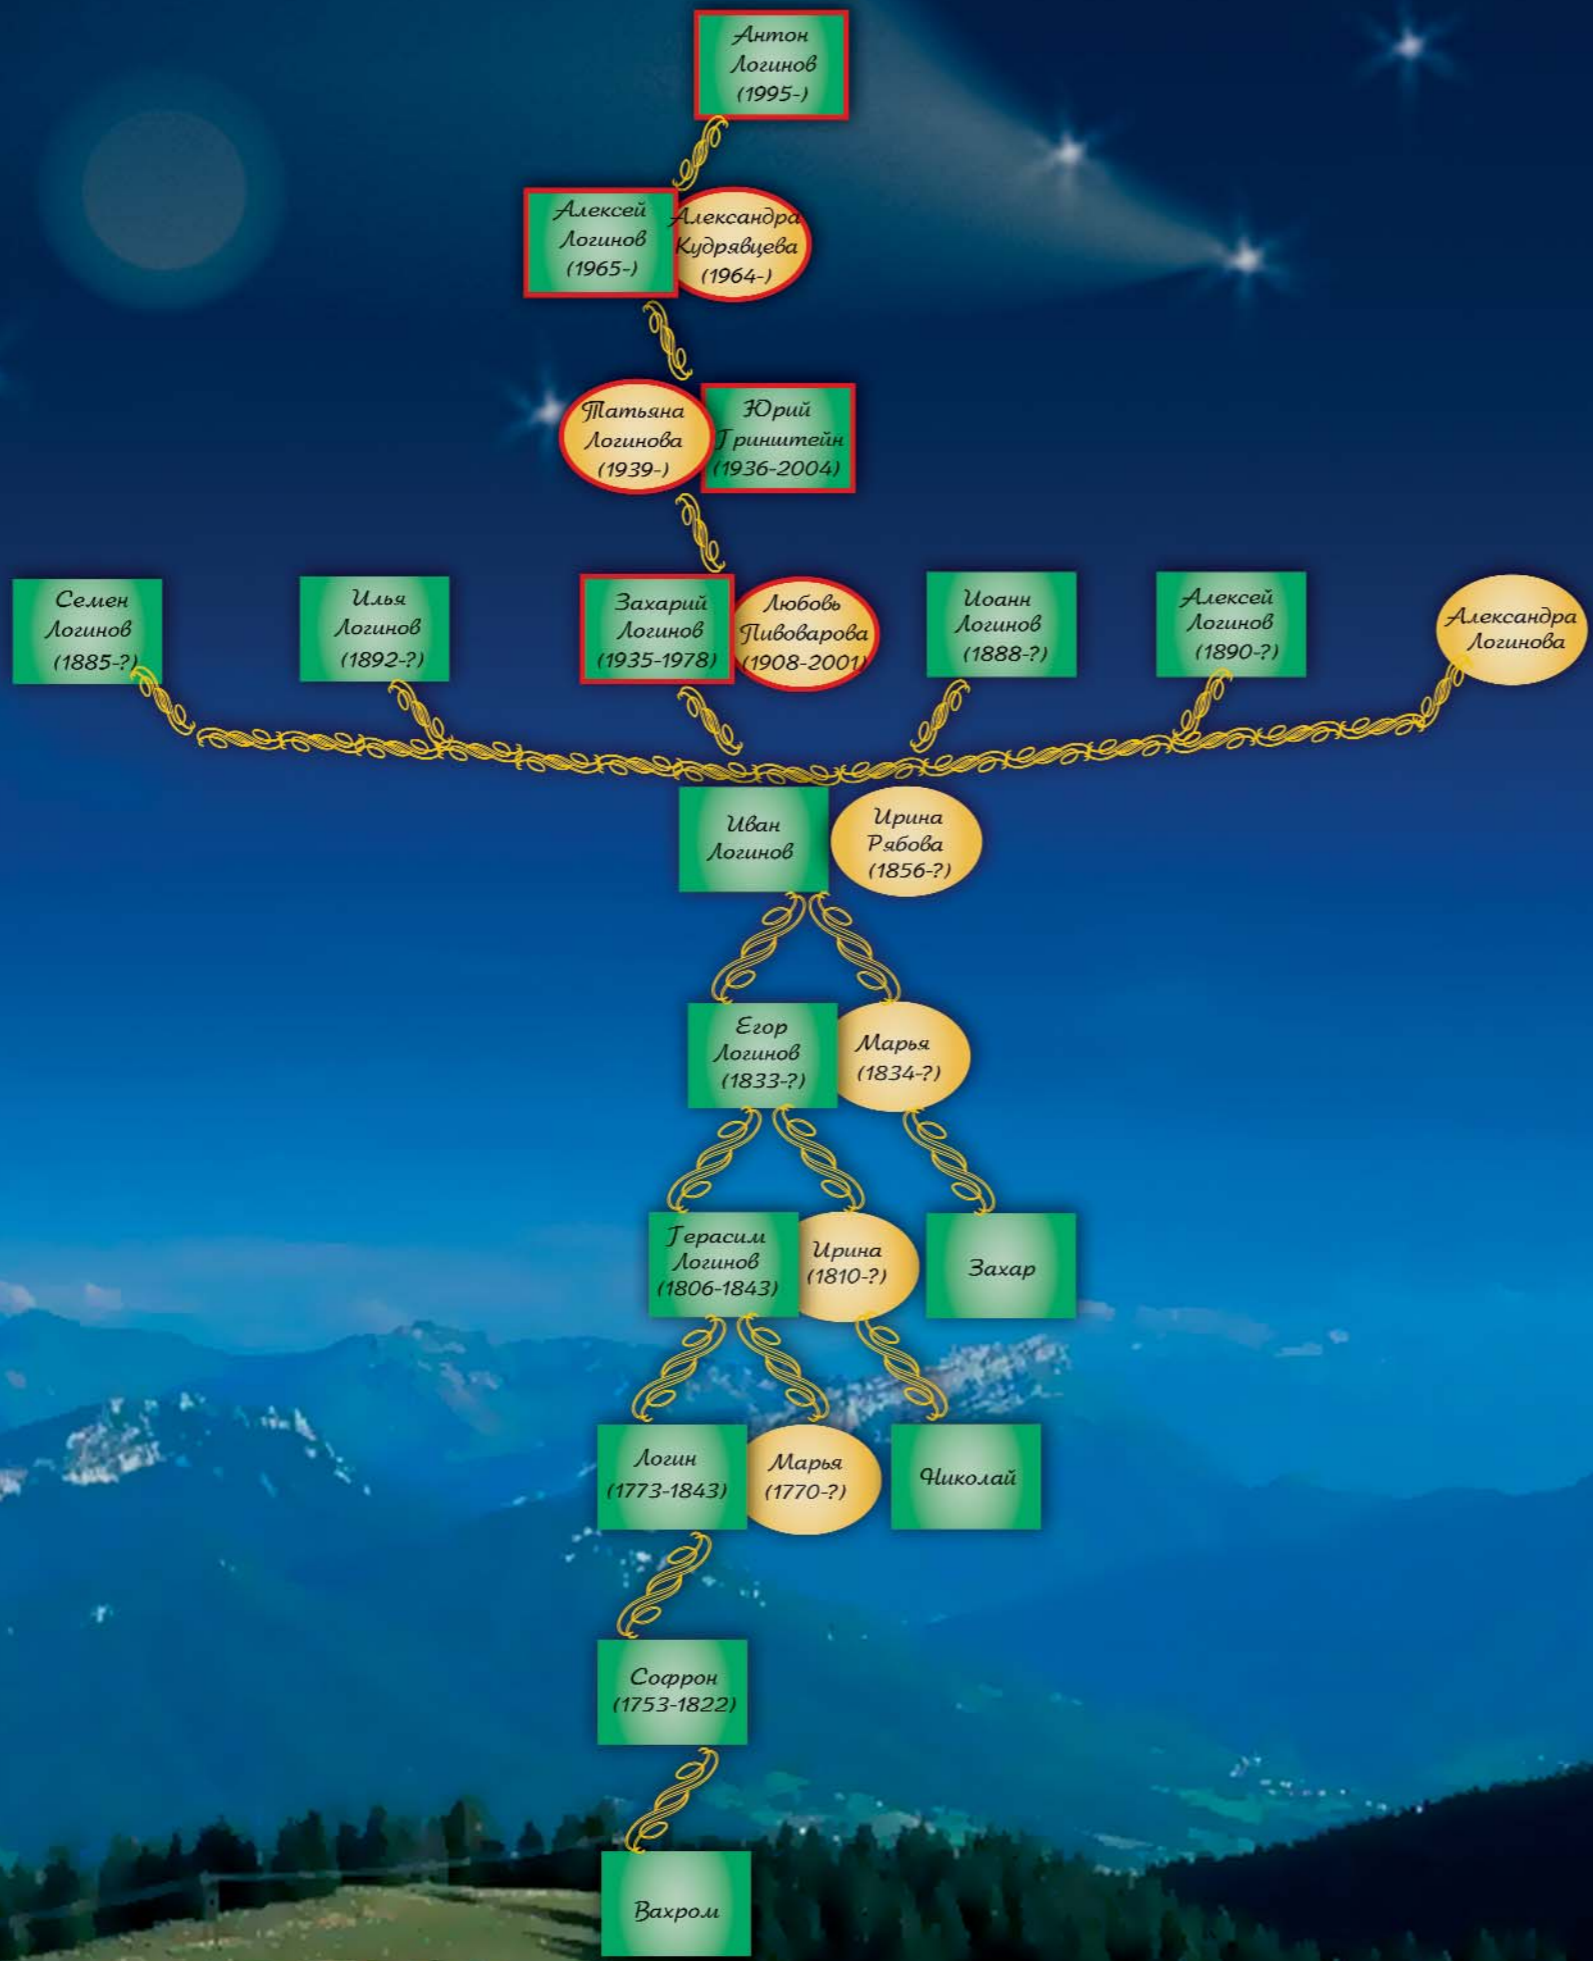 Антон
Логинов
(1995-)
Алексей
Логинов
(1965-)
Александра
Кудрявцева
(1964-)
Татьяна
Логинова
(1939-)
Юрий
Гринштейн
(1936-2004)
Семен
Логинов
(1885-?)
Илья
Логинов
(1892-?)
Захарий
Логинов
(1935-1978)
Любовь
Пивоварова
(1908-2001)
Иоанн
Логинов
(1888-?)
Алексей
Логинов
(1890-?)
Александра
Логинова
Иван
Логинов
Ирина
Рябова
(1856-?)
Егор
Логинов
(1833-?)
Марья
(1834-?)
Герасим
Логинов
(1806-1843)
Ирина
(1810-?)
Захар
Логин
(1773-1843)
Марья
(1770-?)
Николай
Софрон
(1753-1822)
Вахром